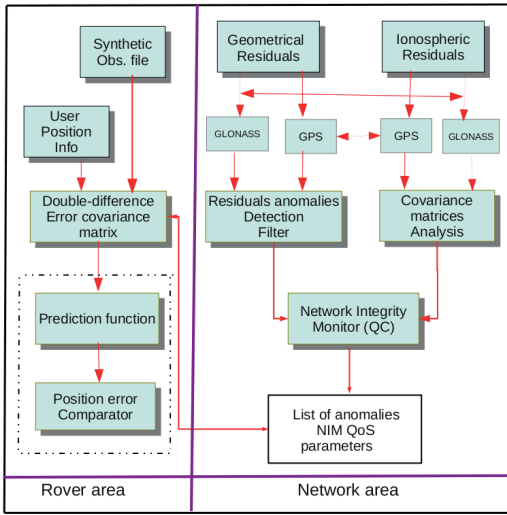 Synthetic
Obs. file
User
Position
Info
Double-difference
Error covariance
matrix
Prediction function
Position error
Comparator
Rover area
Geometrical
Residuals
Ionospheric
Residuals
GLONASS
GPS
GPS
GLONASS
Residuals anomalies
Detection
Filter
Covariance
matrices
Analysis
Network Integrity
Monitor (QC)
List of anomalies
NIM QoS
parameters
Network area